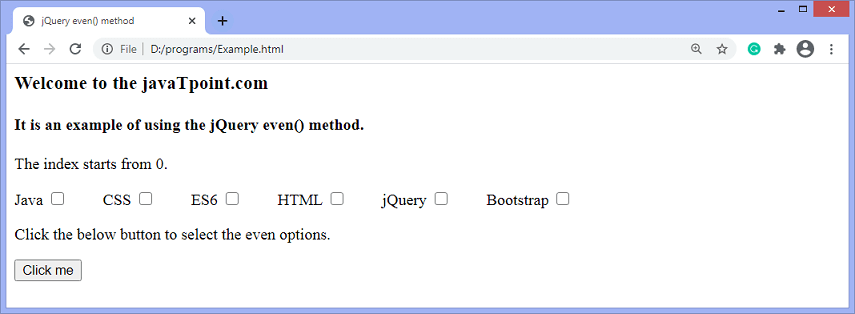 jQuery even() method
File D:/programs/Example.html
Welcome to the javaTpoint.com
It is an example of using the jQuery even() method.
The index starts from 0.
Java CSS ES6 HTML jQuery Bootstrap
Click the below button to select the even options.
Click me